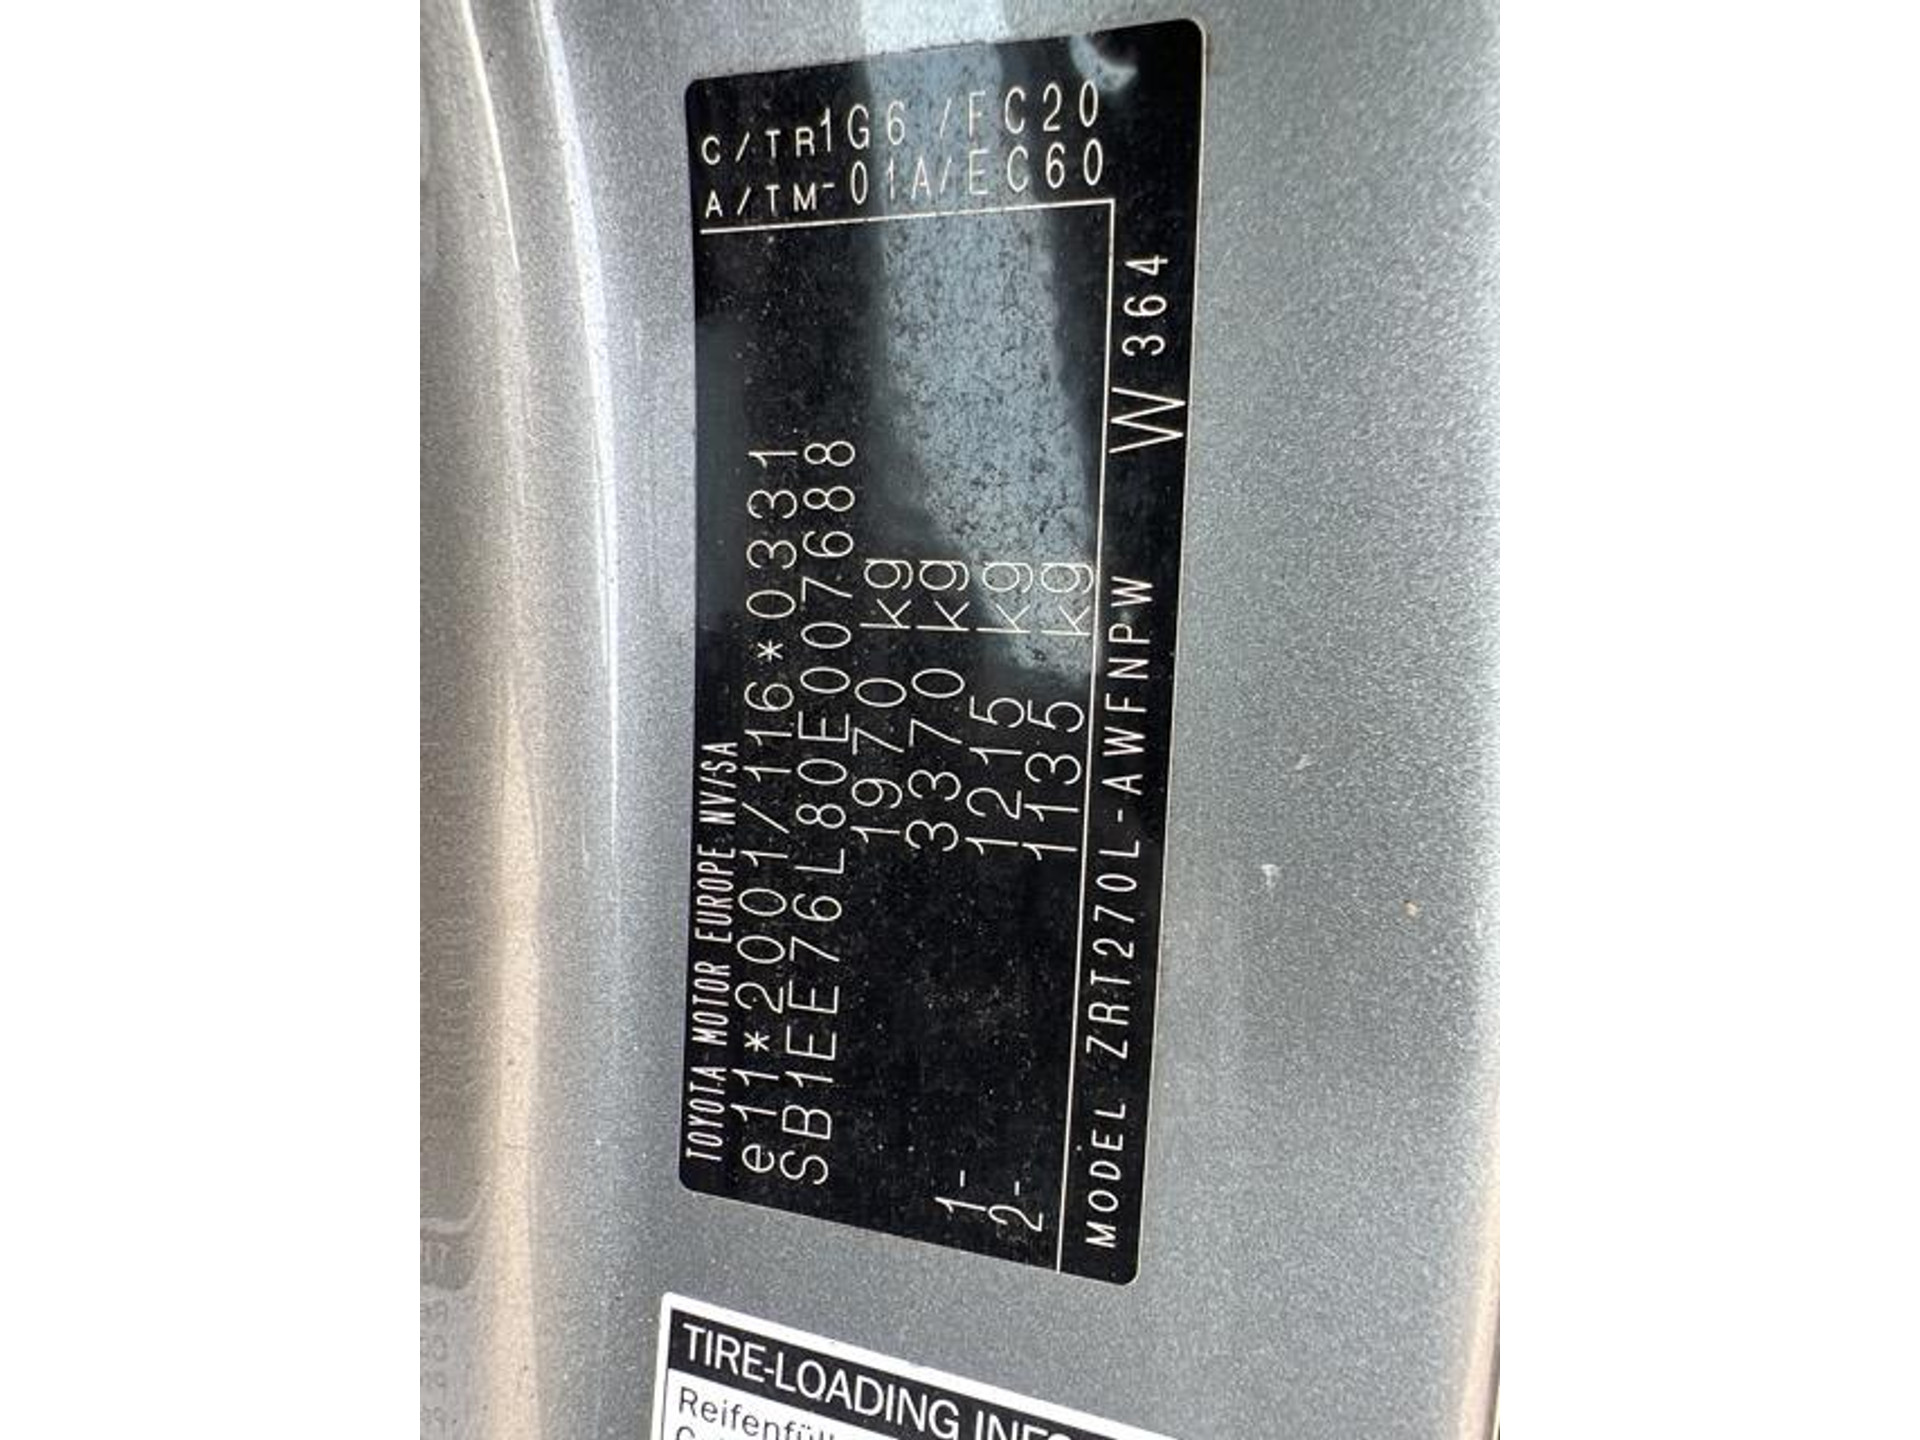 TOYOTA MOTOR EUROPE NV/SA
e11*2001/116*0331
SB1EE76L80E007688
1970 kg
3370 kg
1- 1215 kg
2- 1135 kg
C/TR 1G6 /FC20
A/TM -01A/EC60
MODEL ZRT270L-AWFNPW W 364
TIRE-LOADING